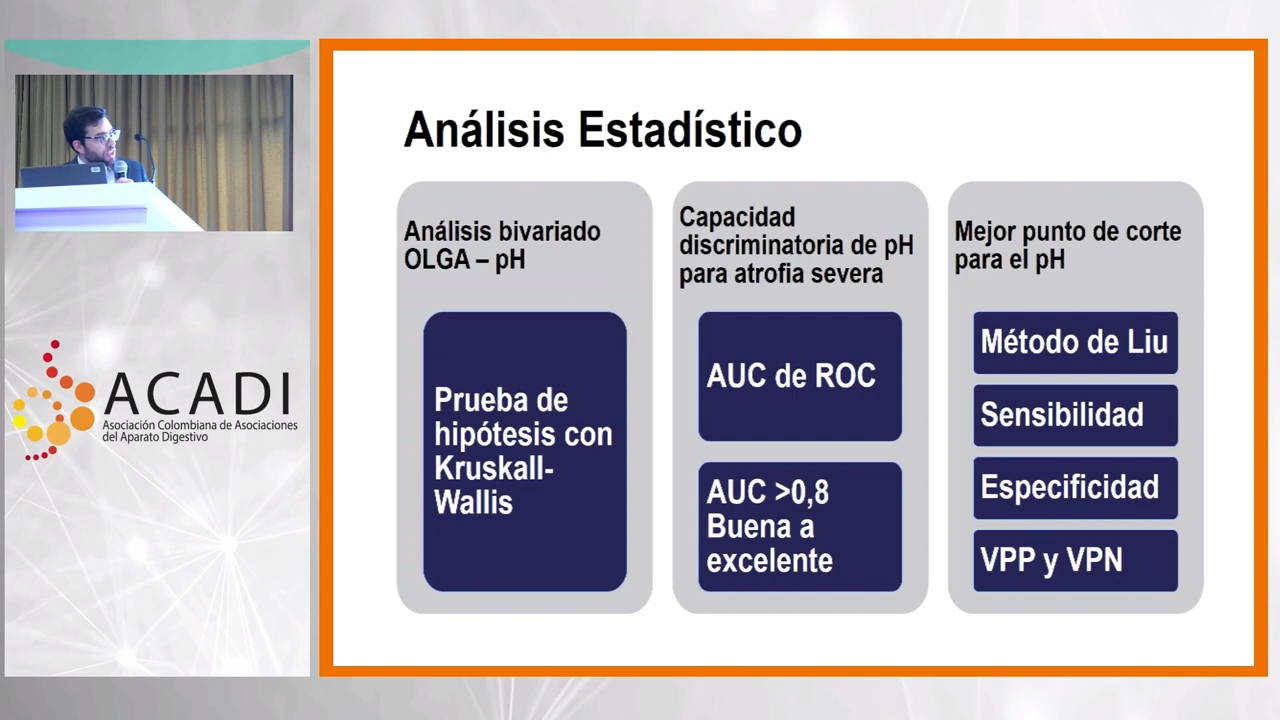 Análisis Estadístico
Análisis bivariado
OLGA – pH
Prueba de
hipótesis con
Kruskall-
Wallis
Capacidad
discriminatoria de pH
para atrofia severa
AUC de ROC
AUC >0,8
Buena a
excelente
Mejor punto de corte
para el pH
Método de Liu
Sensibilidad
Especificidad
VPP y VPN
ACADI
Asociación Colombiana de Asociaciones
del Aparato Digestivo